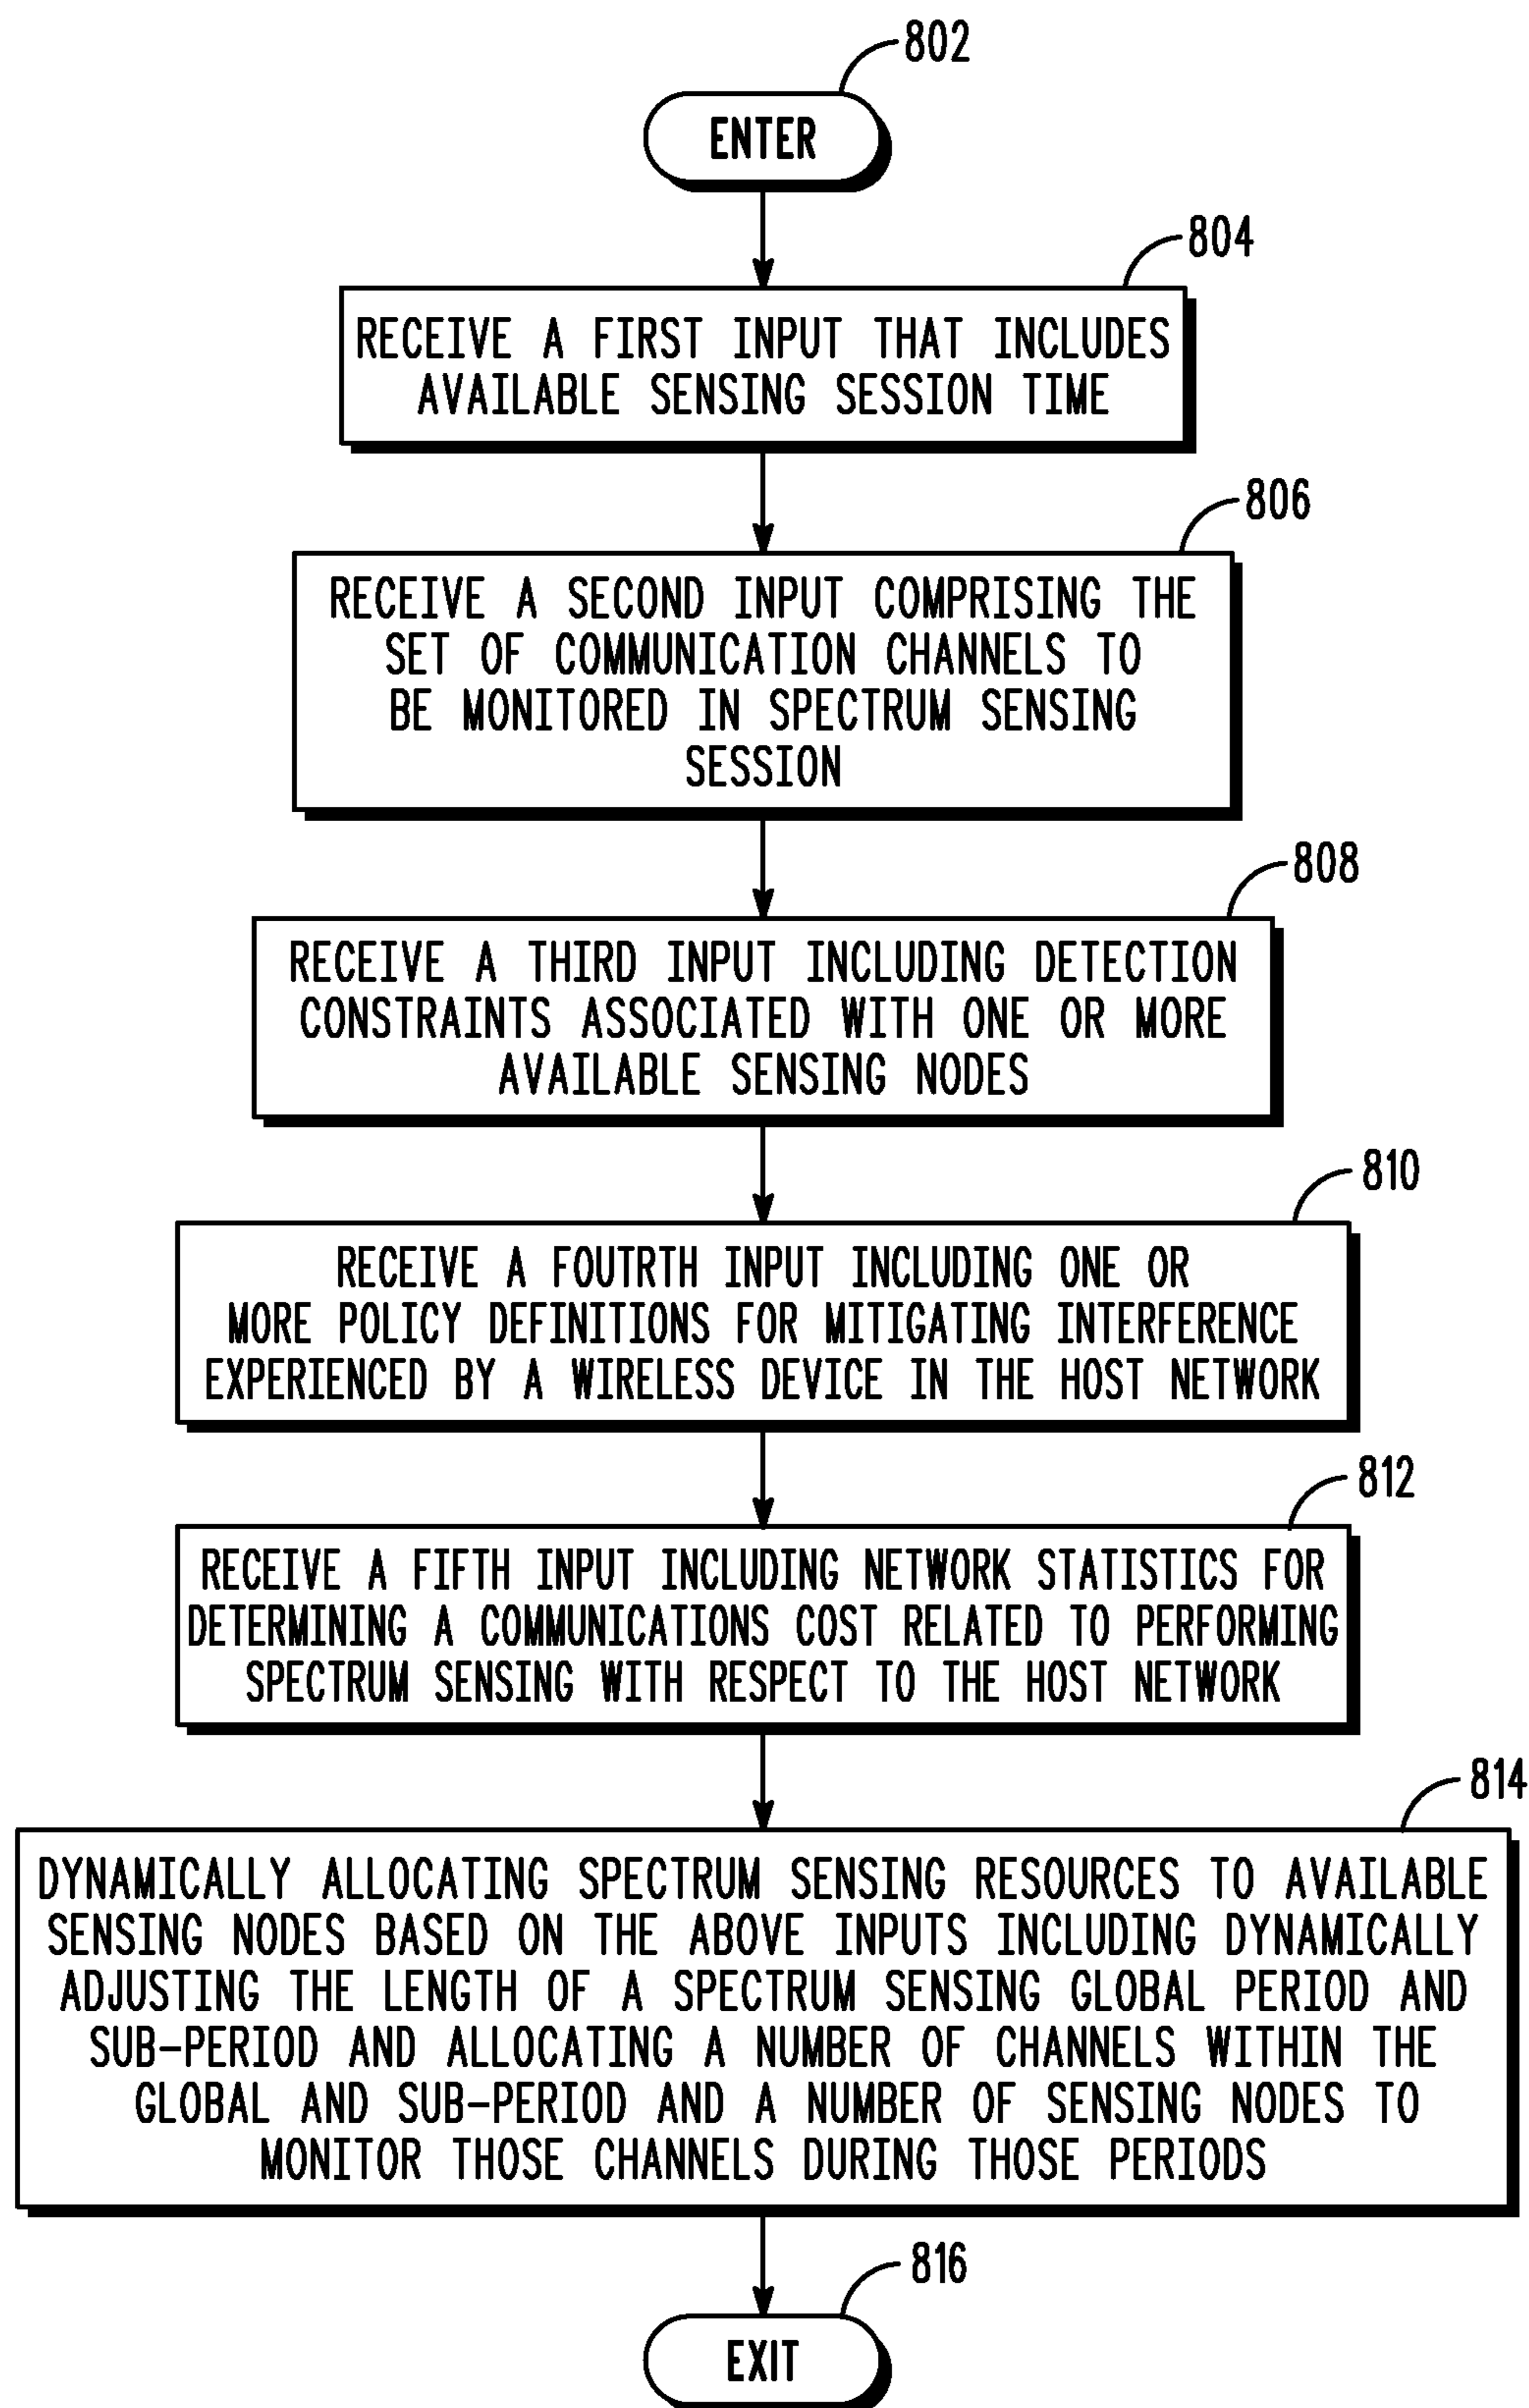 802
ENTER
804
RECEIVE A FIRST INPUT THAT INCLUDES
AVAILABLE SENSING SESSION TIME
806
RECEIVE A SECOND INPUT COMPRISING THE
SET OF COMMUNICATION CHANNELS TO
BE MONITORED IN SPECTRUM SENSING
SESSION
808
RECEIVE A THIRD INPUT INCLUDING DETECTION
CONSTRAINTS ASSOCIATED WITH ONE OR MORE
AVAILABLE SENSING NODES
810
RECEIVE A FOUTRTH INPUT INCLUDING ONE OR
MORE POLICY DEFINITIONS FOR MITIGATING INTERFERENCE
EXPERIENCED BY A WIRELESS DEVICE IN THE HOST NETWORK
812
RECEIVE A FIFTH INPUT INCLUDING NETWORK STATISTICS FOR
DETERMINING A COMMUNICATIONS COST RELATED TO PERFORMING
SPECTRUM SENSING WITH RESPECT TO THE HOST NETWORK
814
DYNAMICALLY ALLOCATING SPECTRUM SENSING RESOURCES TO AVAILABLE
SENSING NODES BASED ON THE ABOVE INPUTS INCLUDING DYNAMICALLY
ADJUSTING THE LENGTH OF A SPECTRUM SENSING GLOBAL PERIOD AND
SUB-PERIOD AND ALLOCATING A NUMBER OF CHANNELS WITHIN THE
GLOBAL AND SUB-PERIOD AND A NUMBER OF SENSING NODES TO
MONITOR THOSE CHANNELS DURING THOSE PERIODS
816
EXIT